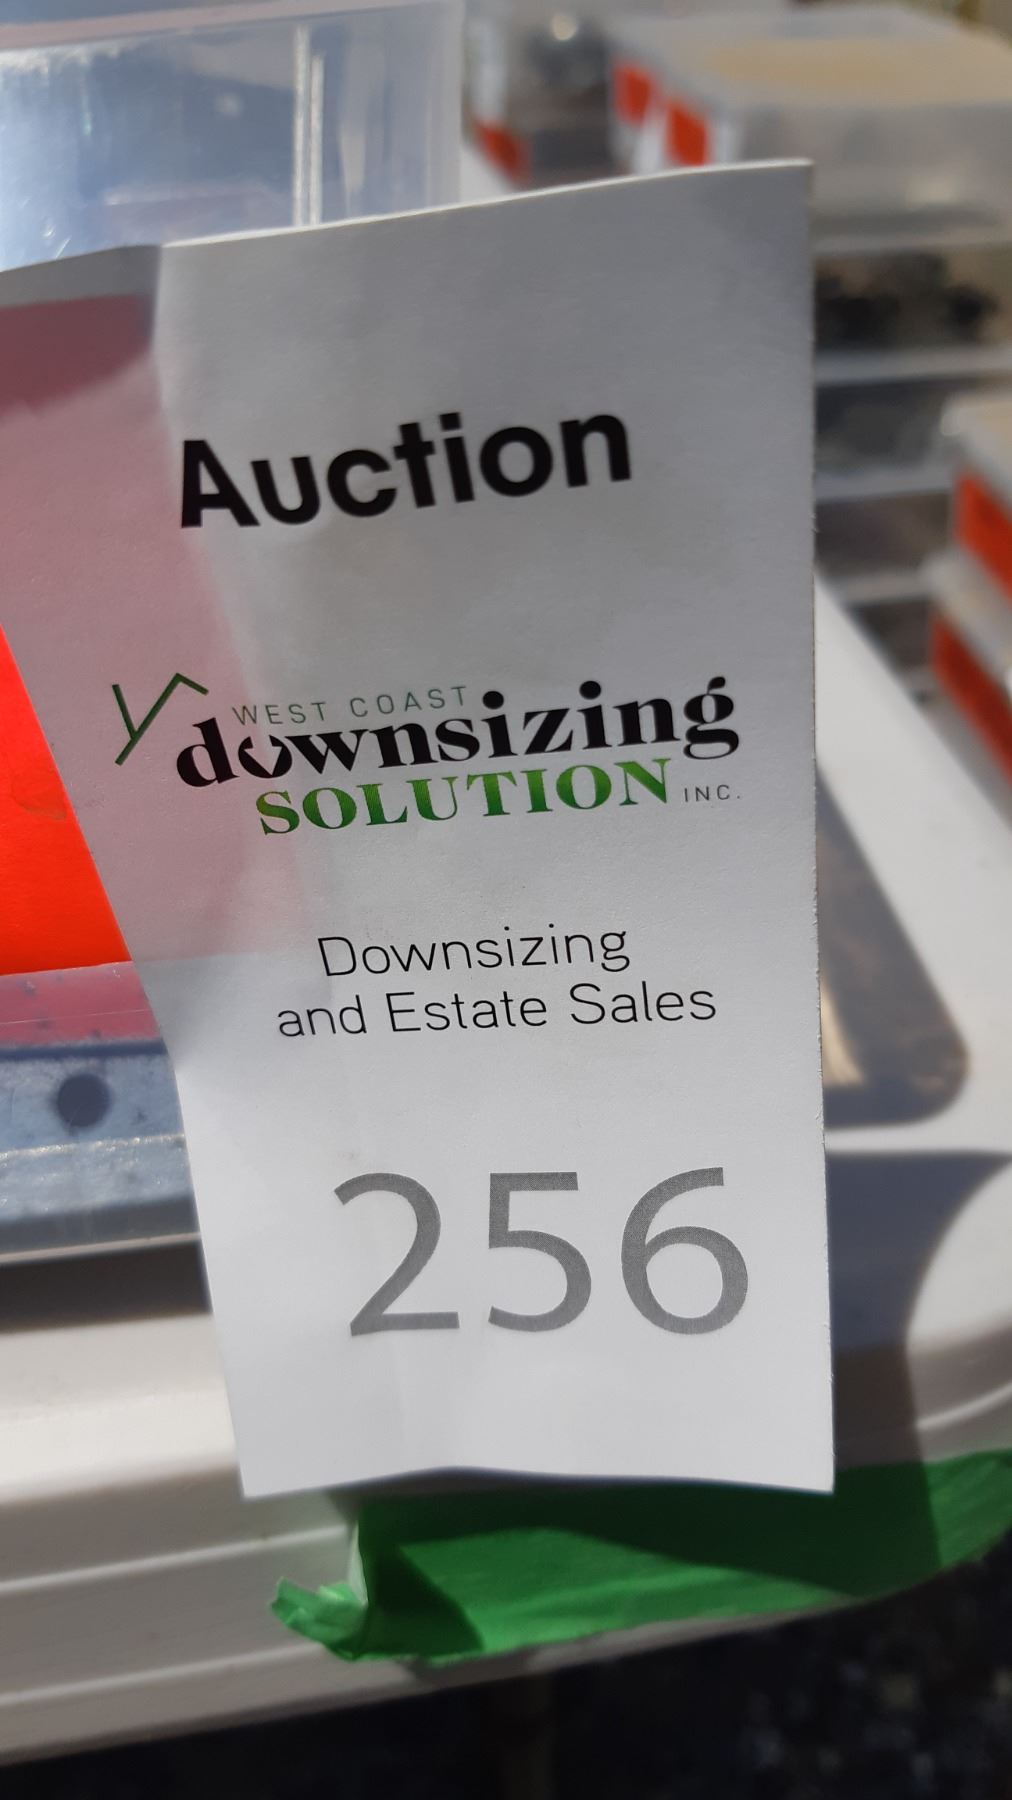 Auction
WEST COAST
downsizing
SOLUTION INC.
Downsizing
and Estate Sales
256